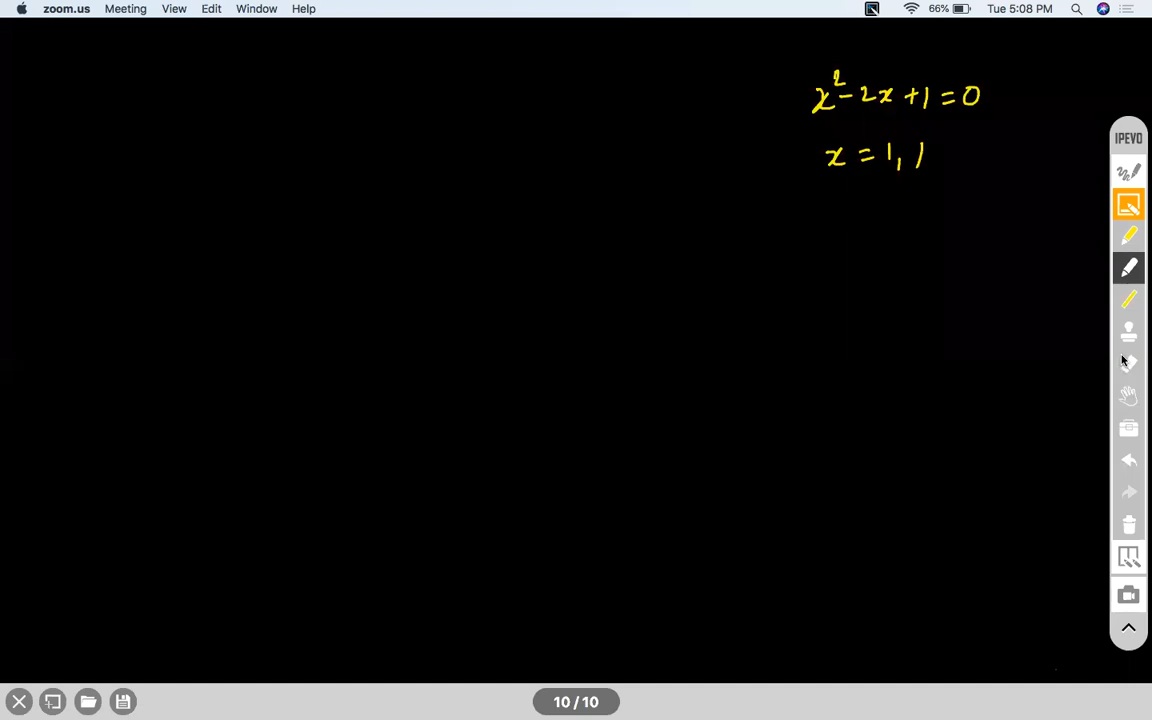 zoom.us Meeting View Edit Window Help 66% Tue 5:08 PM
x² - 2x + 1 = 0
x = 1, 1
IPEVO
10 / 10